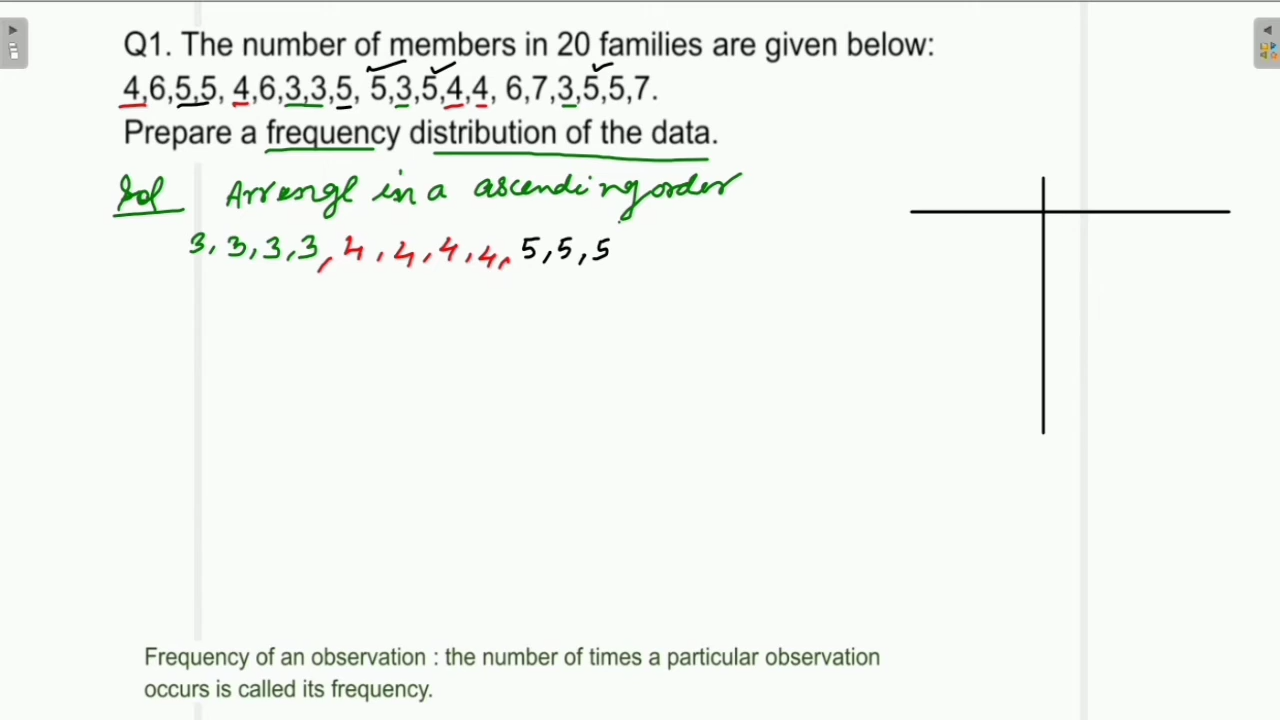 Q1. The number of members in 20 families are given below:
4,6,5,5, 4,6,3,3,5, 5,3,5,4,4, 6,7,3,5,5,7.
Prepare a frequency distribution of the data.
Sol Arrengl in a ascending order
3, 3, 3, 3, 4, 4, 4, 4, 5, 5, 5
Frequency of an observation : the number of times a particular observation
occurs is called its frequency.